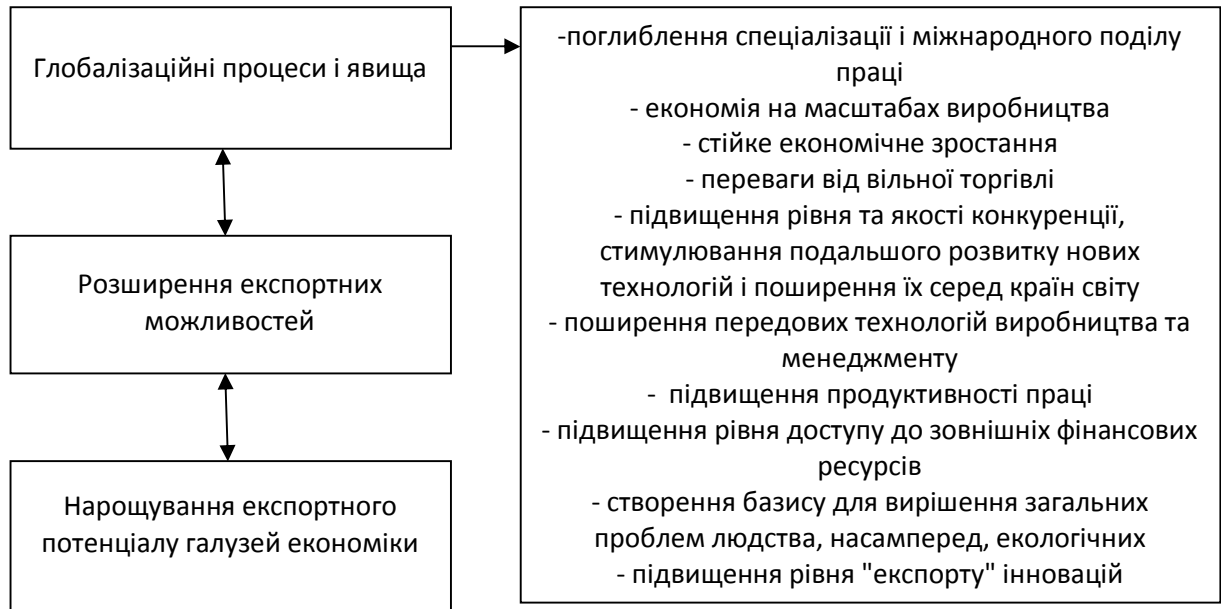 Глобалізаційні процеси і явища
Розширення експортних
можливостей
Нарощування експортного
потенціалу галузей економіки
-поглиблення спеціалізації і міжнародного поділу
праці
- економія на масштабах виробництва
- стійке економічне зростання
- переваги від вільної торгівлі
- підвищення рівня та якості конкуренції,
стимулювання подальшого розвитку нових
технологій і поширення їх серед країн світу
- поширення передових технологій виробництва та
менеджменту
- підвищення продуктивності праці
- підвищення рівня доступу до зовнішніх фінансових
ресурсів
- створення базису для вирішення загальних
проблем людства, насамперед, екологічних
- підвищення рівня "експорту" інновацій